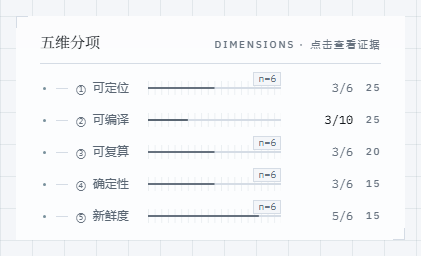 五维分项 DIMENSIONS · 点击查看证据
n=6
① 可定位 3/6 25
② 可编译 3/10 25
n=6
③ 可复算 3/6 20
n=6
④ 确定性 3/6 15
n=6
⑤ 新鲜度 5/6 15